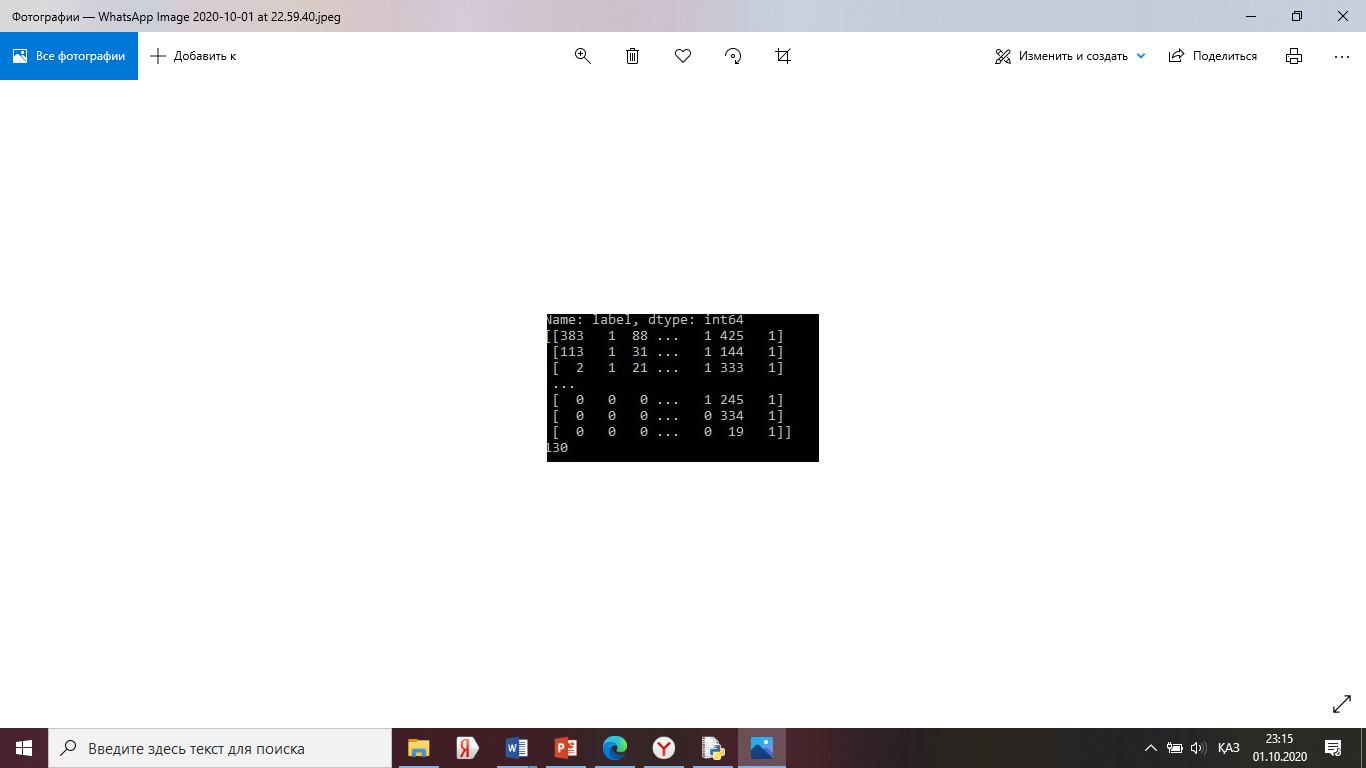 Фотографии — WhatsApp Image 2020-10-01 at 22.59.40.jpeg
Все фотографии
Добавить к
Изменить и создать
Поделиться
Name: label, dtype: int64
[[383   1  88 ...   1 425   1]
 [113   1  31 ...   1 144   1]
 [  2   1  21 ...   1 333   1]
 ...
 [  0   0   0 ...   1 245   1]
 [  0   0   0 ...   0 334   1]
 [  0   0   0 ...   0  19   1]]
130
Введите здесь текст для поиска
ҚАЗ
23:15
01.10.2020